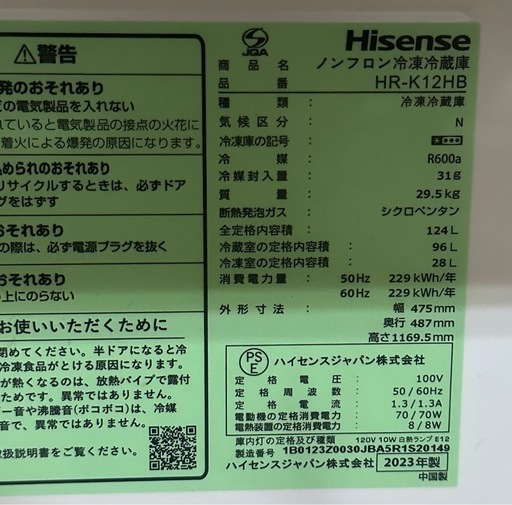 ⚠警告
発のおそれあり
の電気製品を入れない
れていると電気製品の接点の火花に
着火による爆発の原因になります。
められのおそれあり
リサイクルするときは、必ずドア
グをはずす
おそれあり
の際は、必ず電源プラグを抜く
おそれあり
上にのらない
お使いいただくために
閉めてください。半ドアになると冷
冷凍食品がとける原因になります。
が熱くなるのは、放熱パイプで露付
ためです。異常ではありません。
ー音や沸騰音(ポコポコ)は、冷媒
音で、異常ではありません。
取扱説明書をご覧ください。
JQA
Hisense
商品名 : ノンフロン冷凍冷蔵庫
品番 : HR-K12HB
種類 : 冷凍冷蔵庫
気候区分 : N
冷凍庫の記号 :
冷媒 : R600a
冷媒封入量 : 31g
質量 : 29.5kg
断熱発泡ガス : シクロペンタン
全定格内容積 : 124L
冷蔵室の定格内容積 : 96L
冷凍室の定格内容積 : 28L
消費電力量 : 50Hz 229 kWh/年
60Hz 229 kWh/年
外形寸法 : 幅 475mm
奥行 487mm
高さ1169.5mm
PSE ハイセンスジャパン株式会社
定格電圧 : 100V
定格周波数 : 50/60Hz
定格電流 : 1.3/1.3A
電動機の定格消費電力 : 70/70W
電熱装置の定格消費電力 : 8/8W
庫内灯の定格及び種類 120V 10W 白熱ランプ E12
製造番号 : 1B0123Z0030JBA5R1S20149
ハイセンスジャパン株式会社 2023年製
中国製